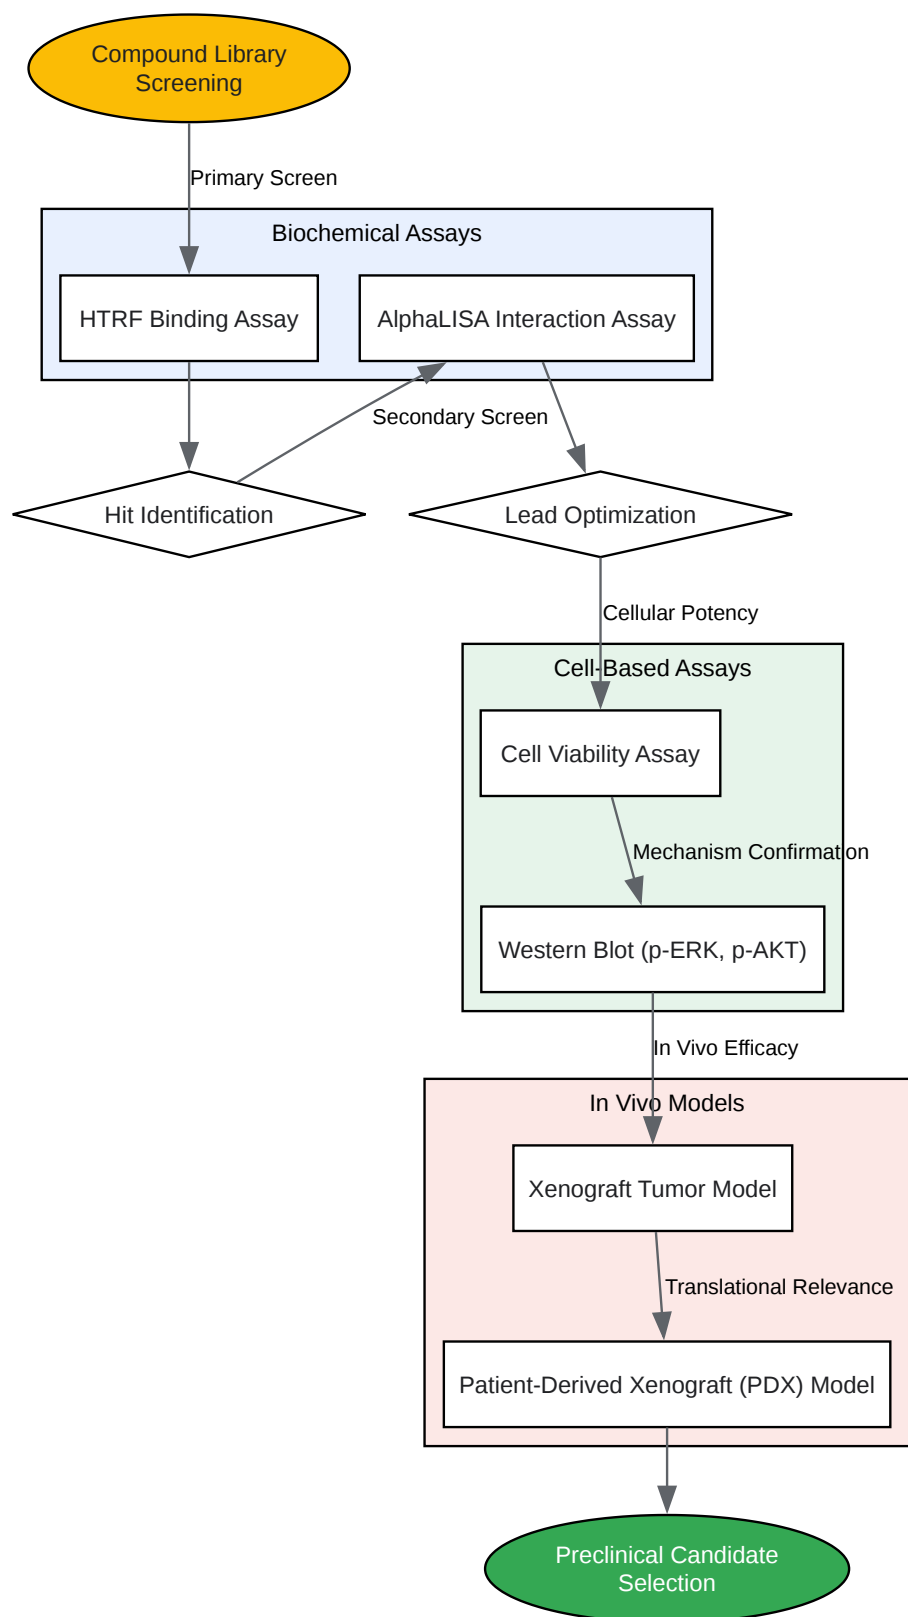 Compound Library
Screening
Primary Screen
Biochemical Assays
HTRF Binding Assay
AlphaLISA Interaction Assay
Secondary Screen
Hit Identification
Lead Optimization
Cellular Potency
Cell-Based Assays
Cell Viability Assay
Mechanism Confirmation
Western Blot (p-ERK, p-AKT)
In Vivo Efficacy
In Vivo Models
Xenograft Tumor Model
Translational Relevance
Patient-Derived Xenograft (PDX) Model
Preclinical Candidate
Selection